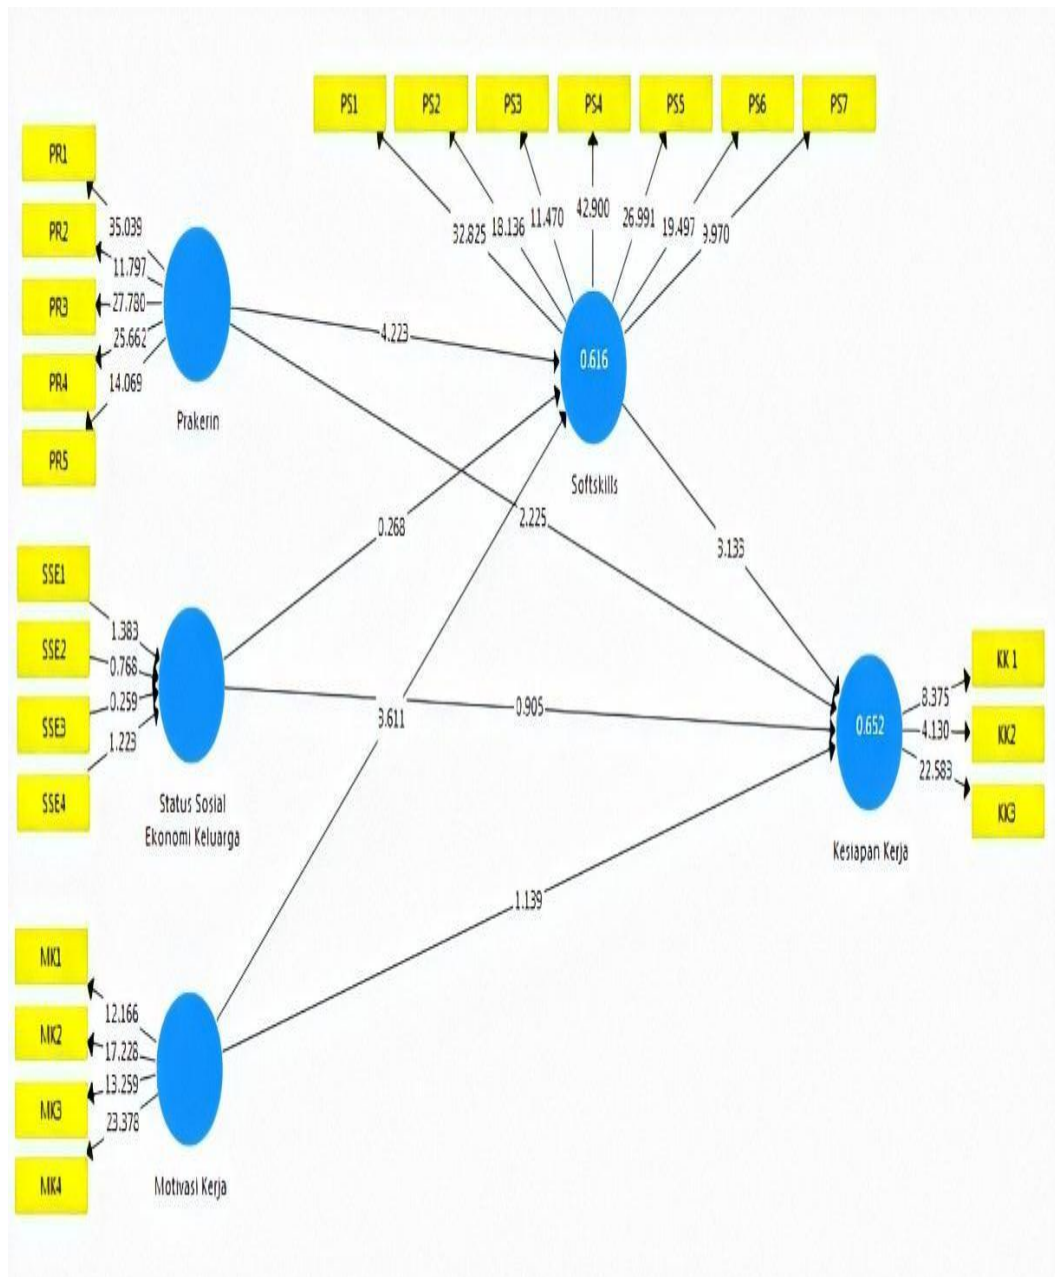 PS1
PS2
PS3
PS4
PS5
PS6
PS7
32.825
18.136
11.470
42.900
26.991
19.497
9.970
PR1
PR2
PR3
PR4
PR5
35.039
11.797
27.780
25.662
14.069
Prakerin
4.223
0.616
Softskills
0.268
2.225
3.133
SSE1
SSE2
SSE3
SSE4
1.383
0.768
0.259
1.223
Status Sosial
Ekonomi Keluarga
3.611
0.905
0.652
Kesiapan Kerja
8.375
4.130
22.583
KK 1
KK2
KK3
1.139
MK1
MK2
MK3
MK4
12.166
17.228
13.259
23.378
Motivasi Kerja